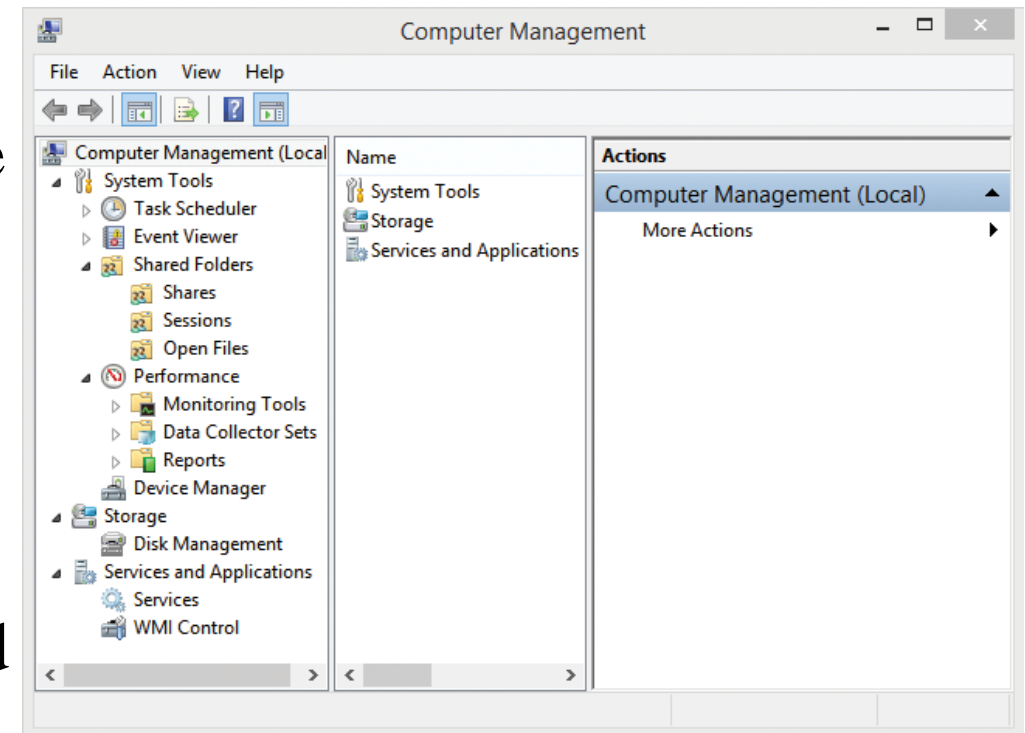 Computer Management
File Action View Help
Computer Management (Local
System Tools
Task Scheduler
Event Viewer
Shared Folders
Shares
Sessions
Open Files
Performance
Monitoring Tools
Data Collector Sets
Reports
Device Manager
Storage
Disk Management
Services and Applications
Services
WMI Control
Name
System Tools
Storage
Services and Applications
Actions
Computer Management (Local)
More Actions